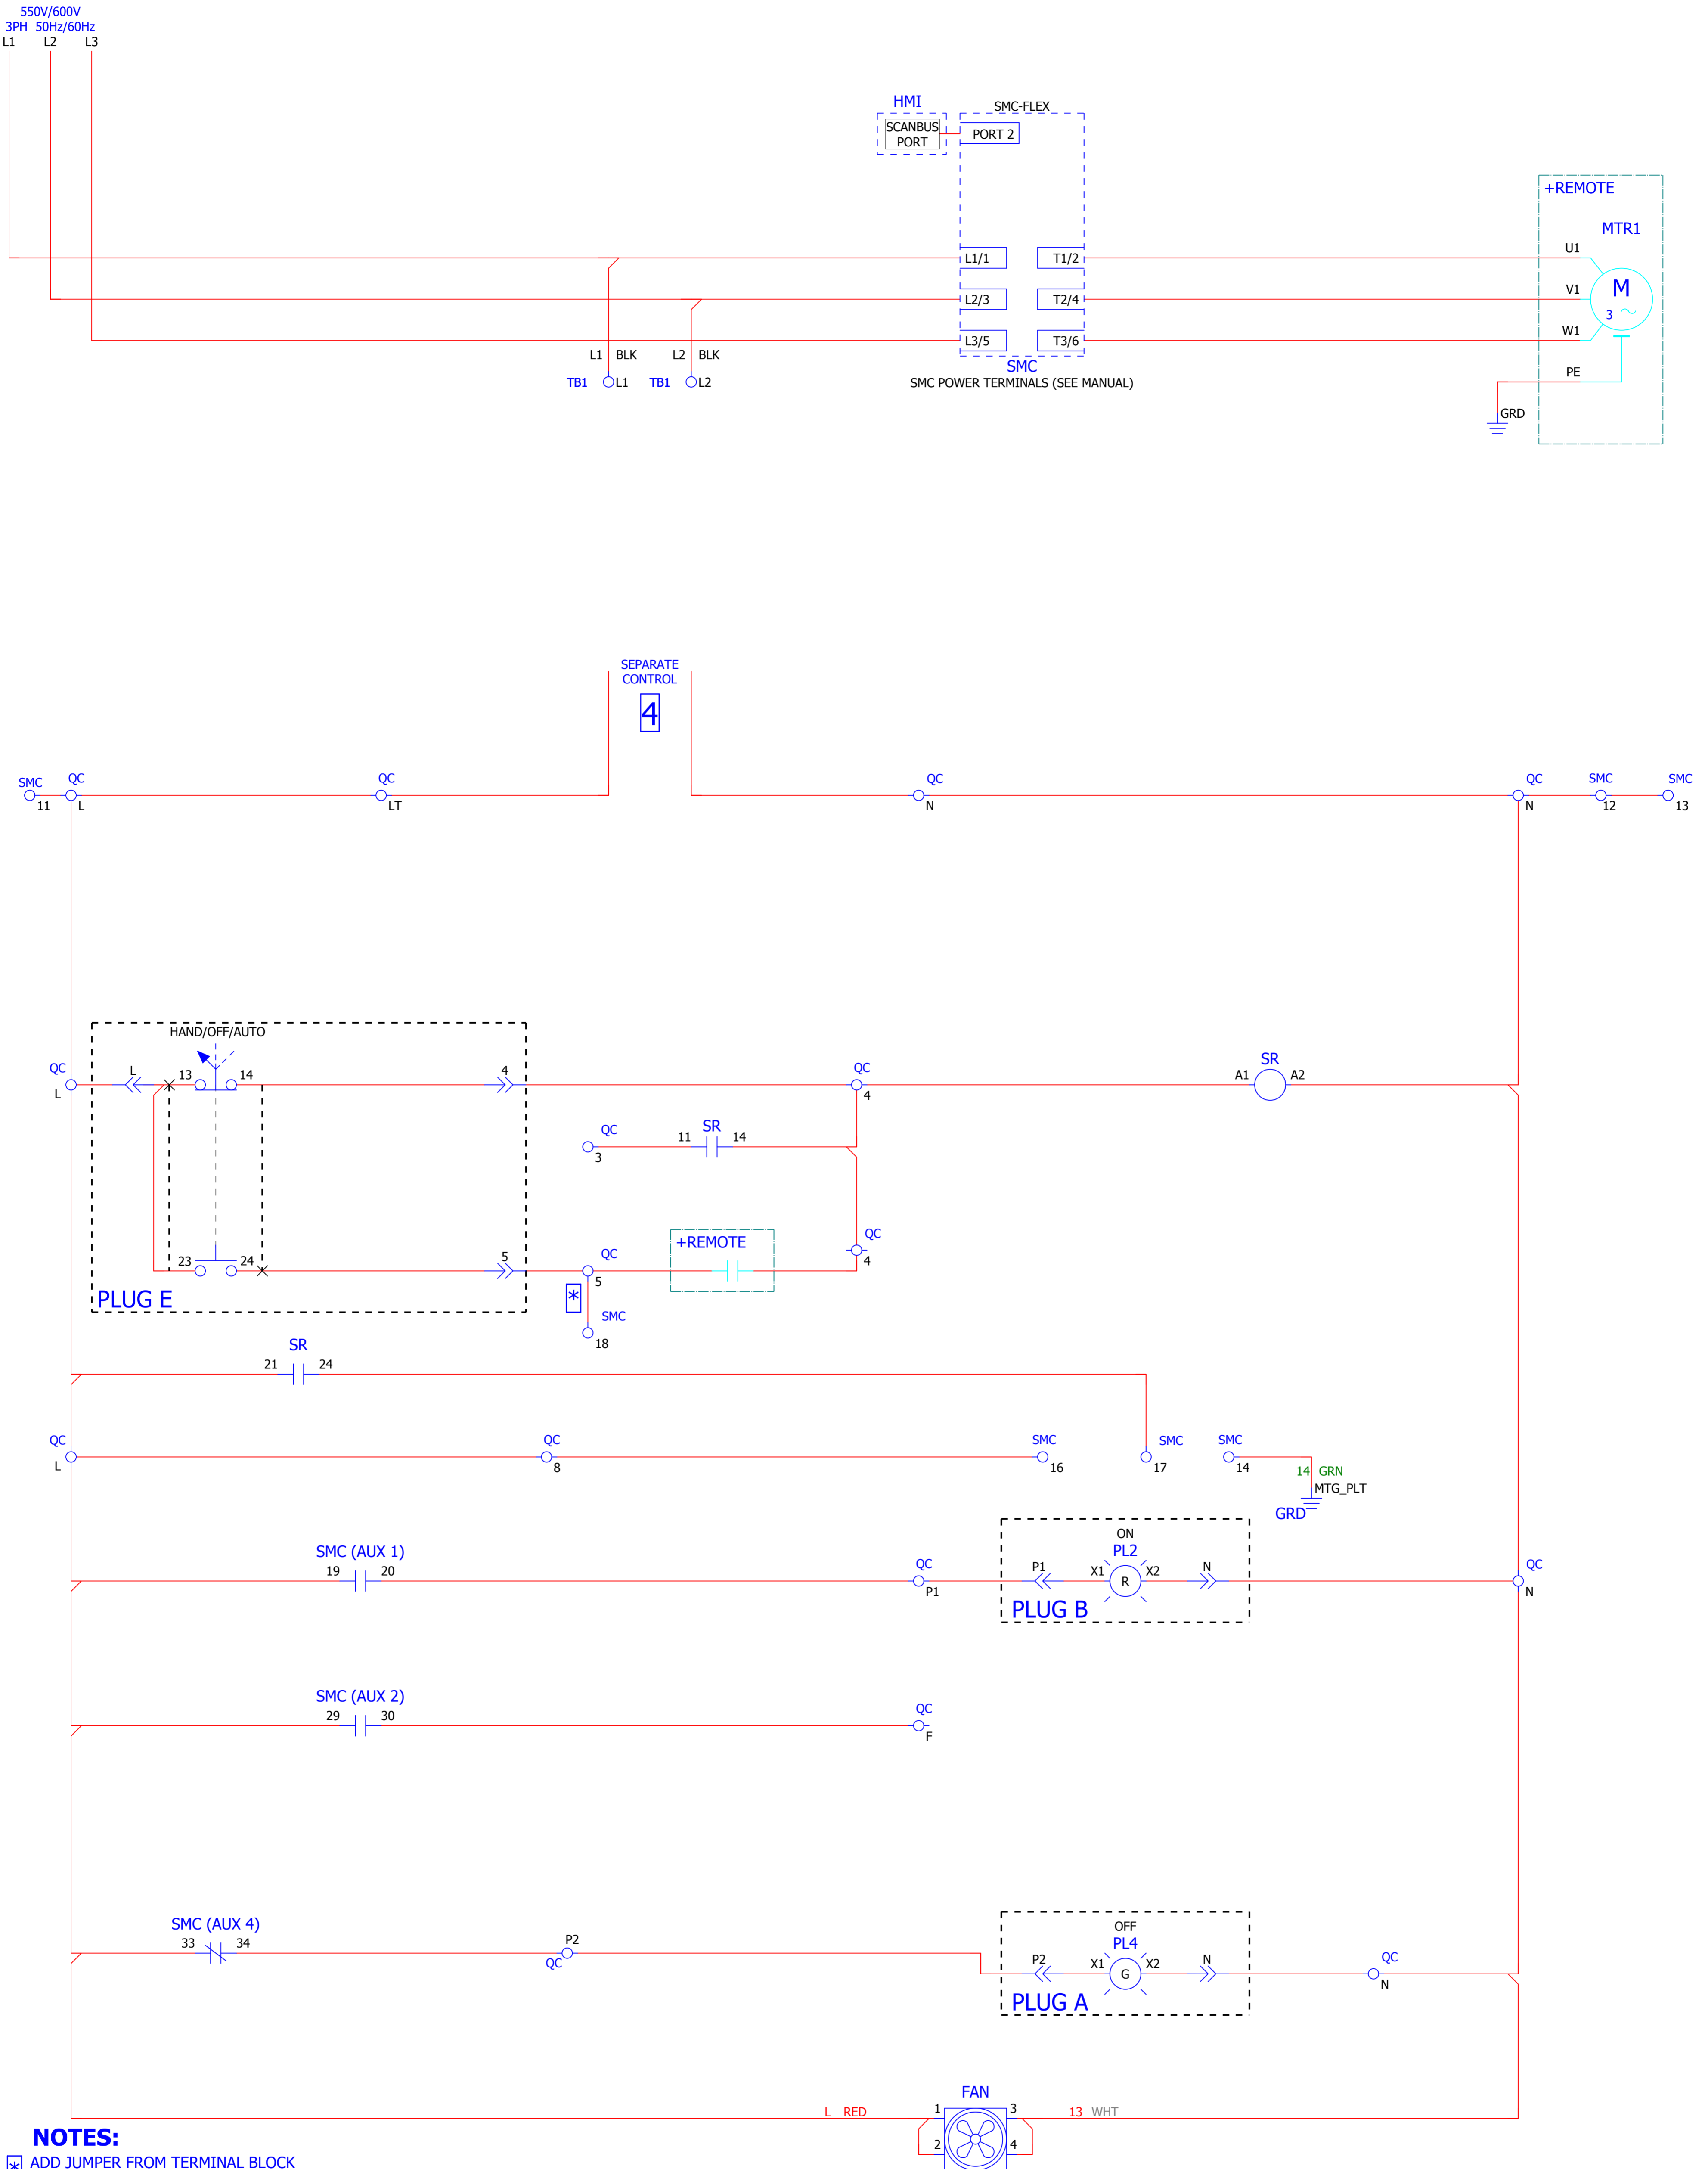 550V/600V
3PH 50Hz/60Hz
L1 L2 L3
HMI
SCANBUS
PORT
SMC-FLEX
PORT 2
+REMOTE
MTR1
L1/1 T1/2 U1
L2/3 T2/4 V1
M
3
L3/5 T3/6 W1
L1 BLK L2 BLK
TB1 L1 TB1 L2
SMC
SMC POWER TERMINALS (SEE MANUAL)
PE
GRD
SEPARATE
CONTROL
4
SMC QC QC QC QC SMC SMC
11 L LT N N 12 13
HAND/OFF/AUTO
QC L 13 14 4 QC SR
L 4 A1 A2
QC SR
3 11 14
+REMOTE
QC
4
23 24 5 QC
5
PLUG E
*
SMC
18
SR
21 24
QC QC SMC SMC SMC
L 8 16 17 14
14 GRN
MTG_PLT
GRD
SMC (AUX 1)
19 20
QC
P1
ON
PL2
P1 X1 R X2 N
PLUG B
QC
N
SMC (AUX 2)
29 30
QC
F
SMC (AUX 4)
33 34
P2
QC
OFF
PL4
P2 X1 G X2 N
PLUG A
QC
N
FAN
L RED 1 3 13 WHT
2 4
NOTES:
* ADD JUMPER FROM TERMINAL BLOCK